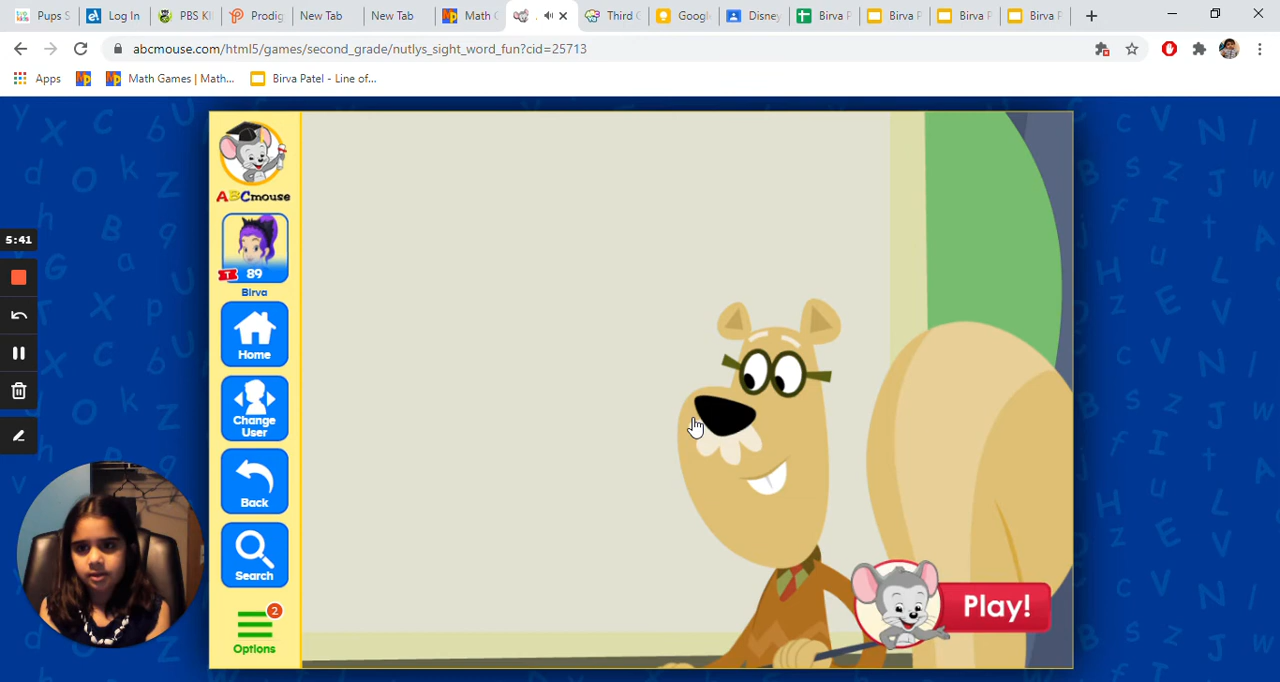 Pups S
Log In
PBS KI
Prodig
New Tab
New Tab
Math G
Third G
Google
Disney
Birva P
Birva P
Birva P
Birva P
abcmouse.com/html5/games/second_grade/nutlys_sight_word_fun?cid=25713
Apps
Math Games | Math...
Birva Patel - Line of...
ABCmouse
T 89
Birva
5:41
Home
Change
User
Back
Search
2
Options
Play!